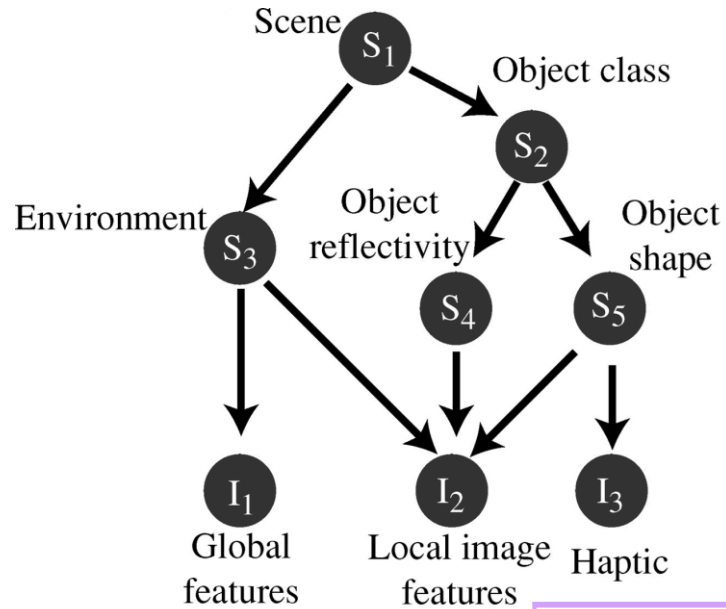 Scene
S1
Object class
S2
Environment
Object
reflectivity
Object
shape
S3
S4
S5
I1
I2
I3
Global
features
Local image
features
Haptic